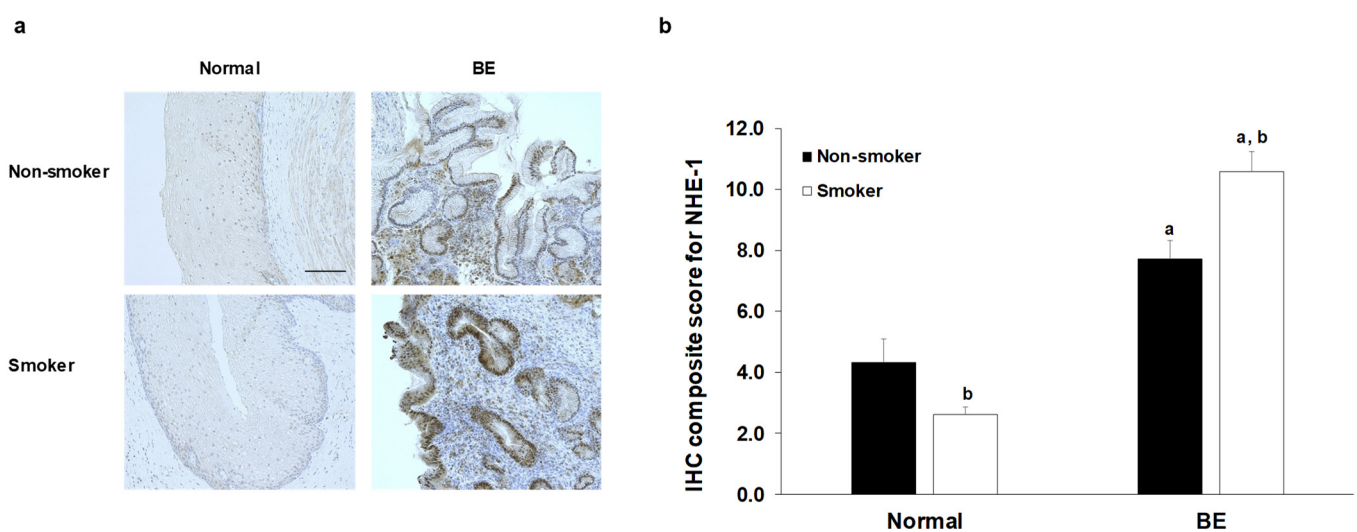 a
Normal
BE
Non-smoker
Smoker
b
IHC composite score for NHE-1
12.0
10.0
8.0
6.0
4.0
2.0
0.0
Non-smoker
Smoker
b
a
a, b
Normal
BE